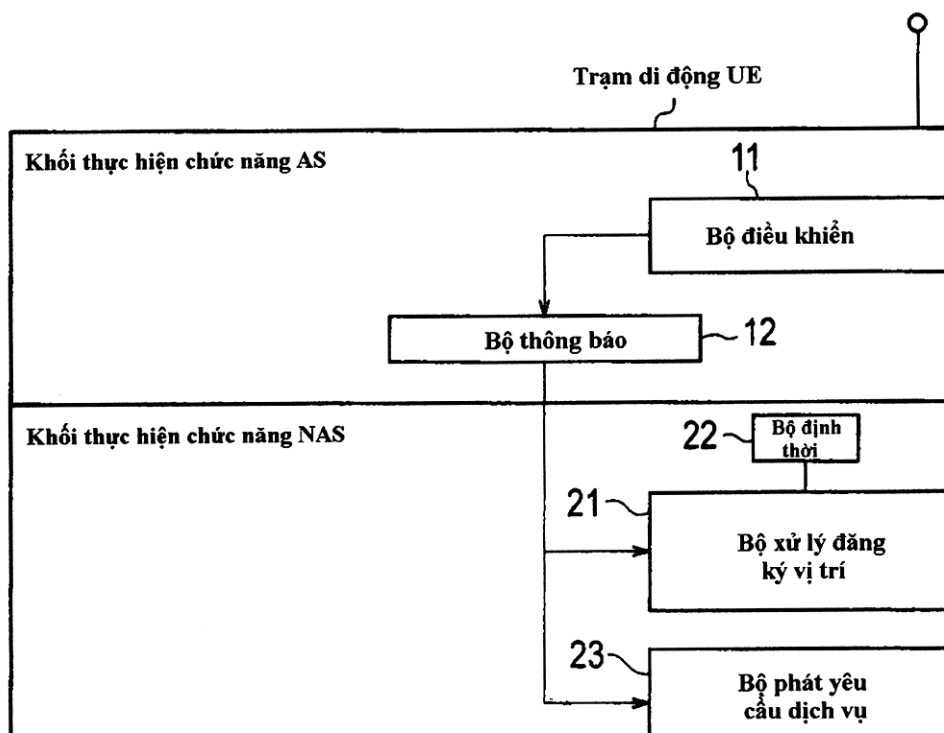 Trạm di động UE
Khối thực hiện chức năng AS
11
Bộ điều khiển
Bộ thông báo
12
Khối thực hiện chức năng NAS
22
Bộ định
thời
21
Bộ xử lý đăng
ký vị trí
23
Bộ phát yêu
cầu dịch vụ